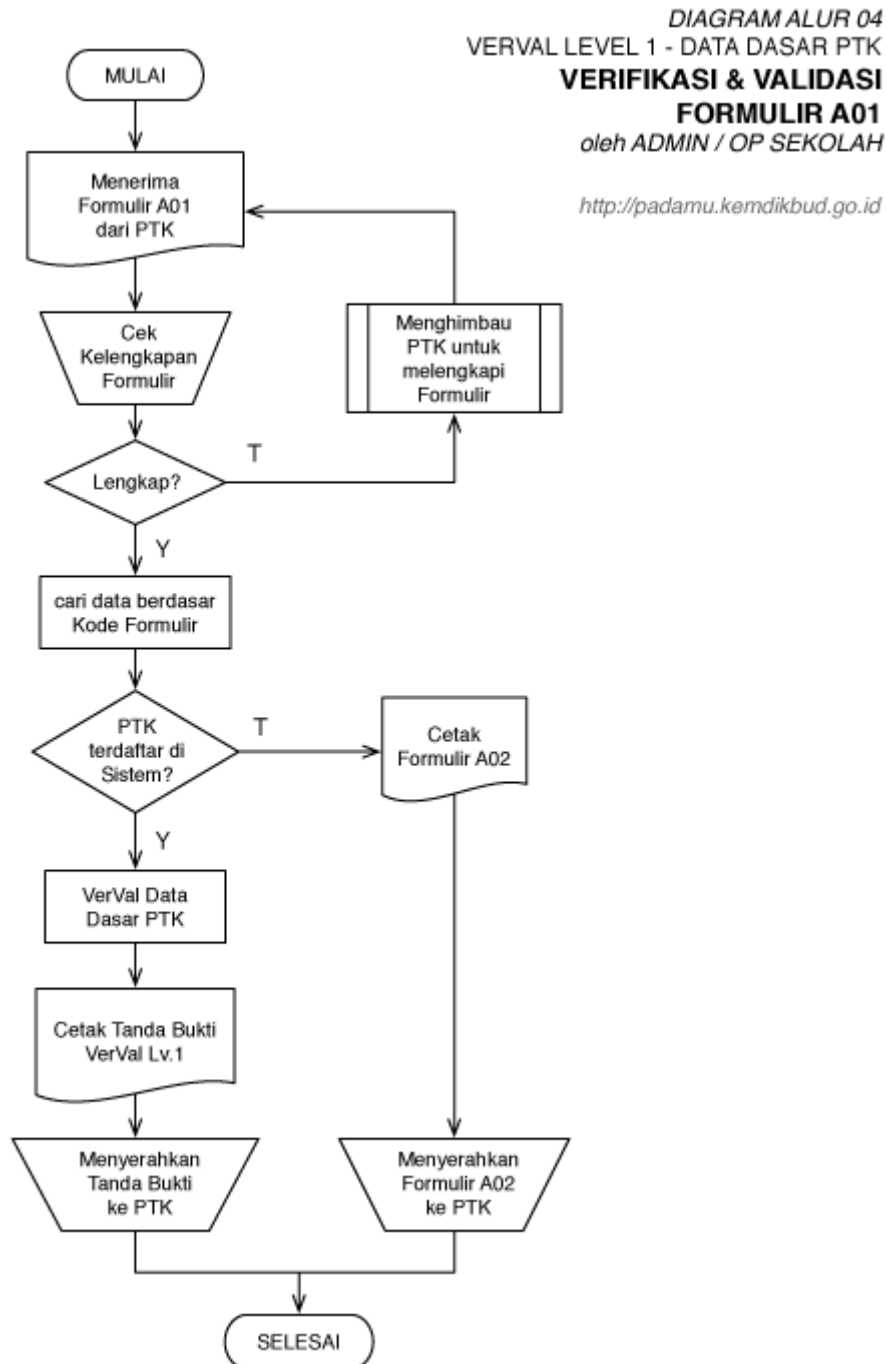 DIAGRAM ALUR 04
VERVAL LEVEL 1 - DATA DASAR PTK
VERIFIKASI & VALIDASI
FORMULIR A01
oleh ADMIN / OP SEKOLAH
http://padamu.kemdikbud.go.id
MULAI
Menerima
Formulir A01
dari PTK
Menghimbau
PTK untuk
melengkapi
Formulir
Cek
Kelengkapan
Formulir
Lengkap?
T
Y
cari data berdasar
Kode Formulir
PTK
terdaftar di
Sistem?
T
Cetak
Formulir A02
Y
VerVal Data
Dasar PTK
Cetak Tanda Bukti
VerVal Lv.1
Menyerahkan
Tanda Bukti
ke PTK
Menyerahkan
Formulir A02
ke PTK
SELESAI